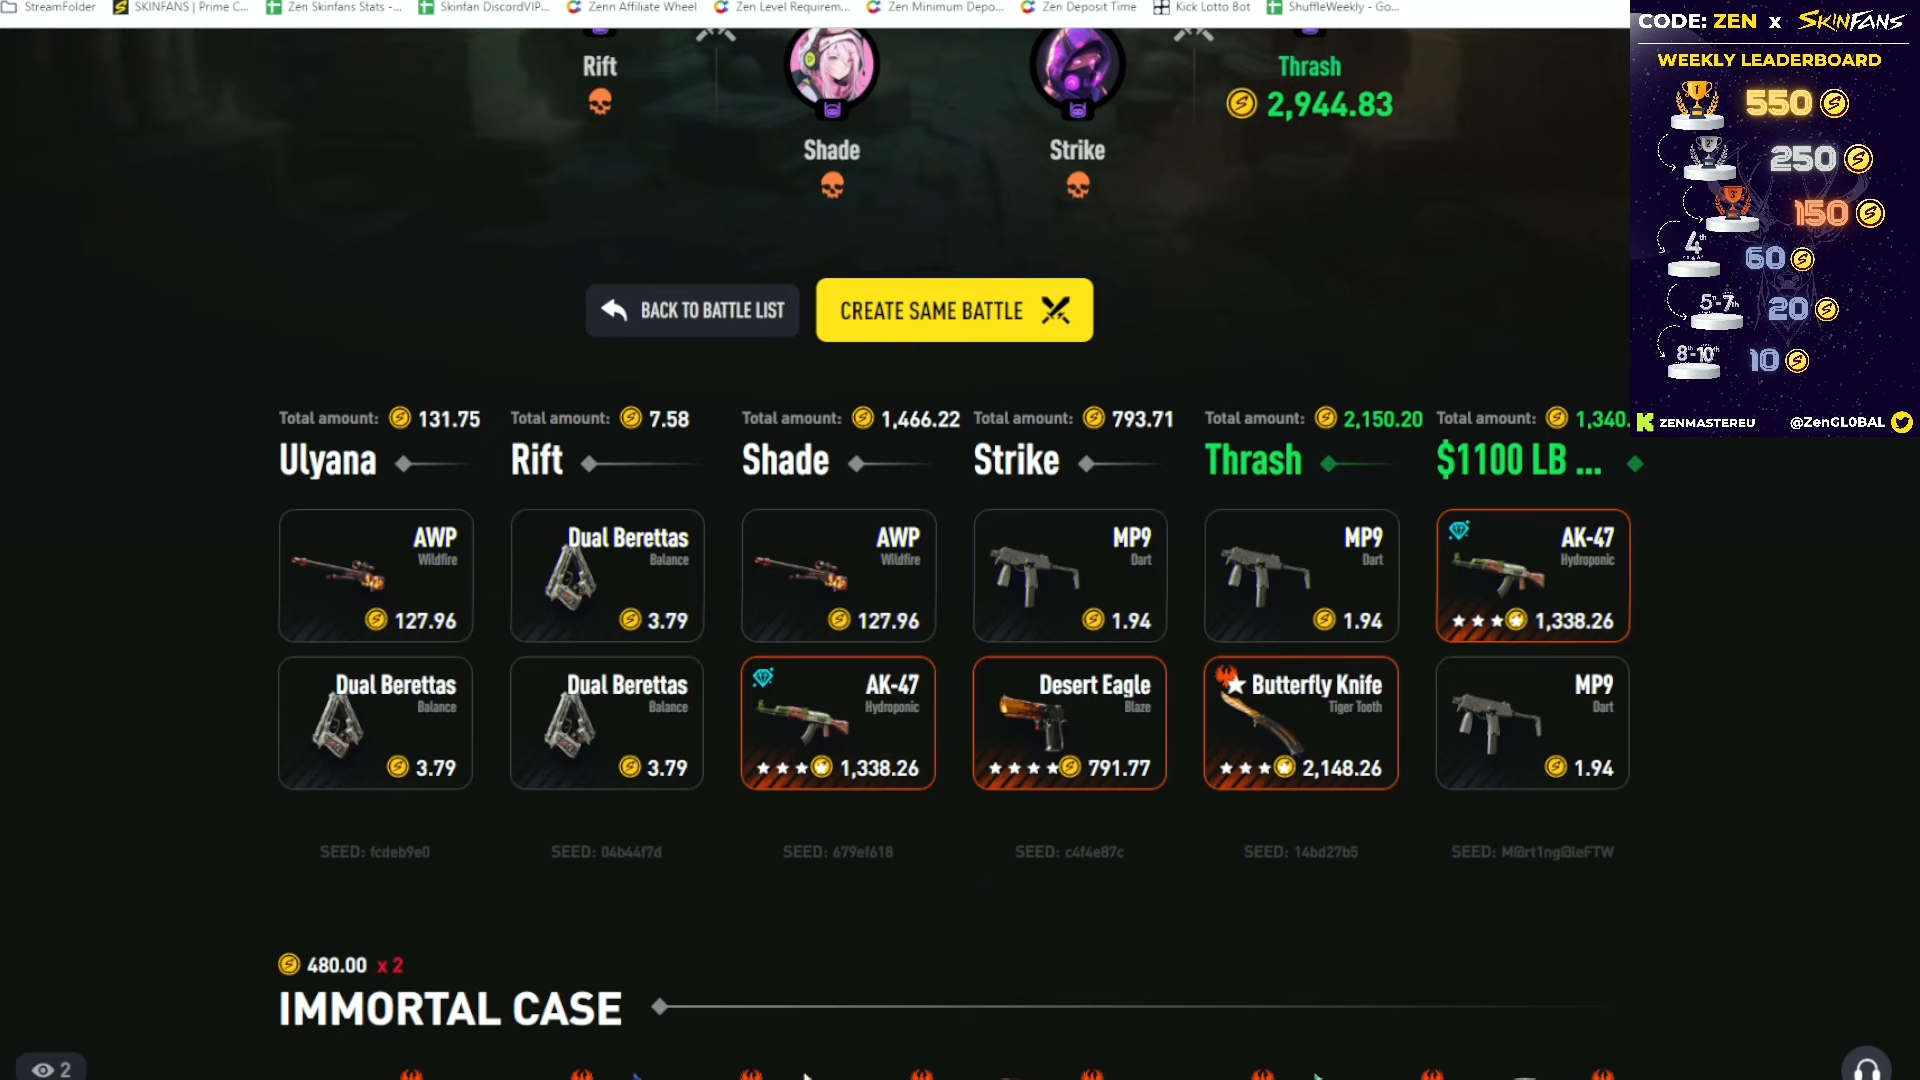 StreamFolder SKINFANS | Prime C... Zen Skinfans Stats -... Skinfan DiscordVIP... Zenn Affiliate Wheel Zen Level Requirem... Zen Minimum Depo... Zen Deposit Time Kick Lotto Bot ShuffleWeekly - Go...
CODE: ZEN x SKINFANS
WEEKLY LEADERBOARD
1 550
2 250
3 150
4th 60
5th-7th 20
8th-10th 10
ZENMASTEREU @ZenGL0BAL
Rift
Thrash
2,944.83
Shade
Strike
BACK TO BATTLE LIST
CREATE SAME BATTLE
Total amount: 131.75
Ulyana
Total amount: 7.58
Rift
Total amount: 1,466.22
Shade
Total amount: 793.71
Strike
Total amount: 2,150.20
Thrash
Total amount: 1,340.
$1100 LB ...
AWP
Wildfire
127.96
Dual Berettas
Balance
3.79
AWP
Wildfire
127.96
MP9
Dart
1.94
MP9
Dart
1.94
AK-47
Hydroponic
1,338.26
Dual Berettas
Balance
3.79
Dual Berettas
Balance
3.79
AK-47
Hydroponic
1,338.26
Desert Eagle
Blaze
791.77
★ Butterfly Knife
Tiger Tooth
2,148.26
MP9
Dart
1.94
SEED: fcdeb9e0
SEED: 04b44f7d
SEED: 679ef618
SEED: c4f4e87c
SEED: 14bd27b5
SEED: M@rt1ng@leFTW
480.00 x 2
IMMORTAL CASE
2